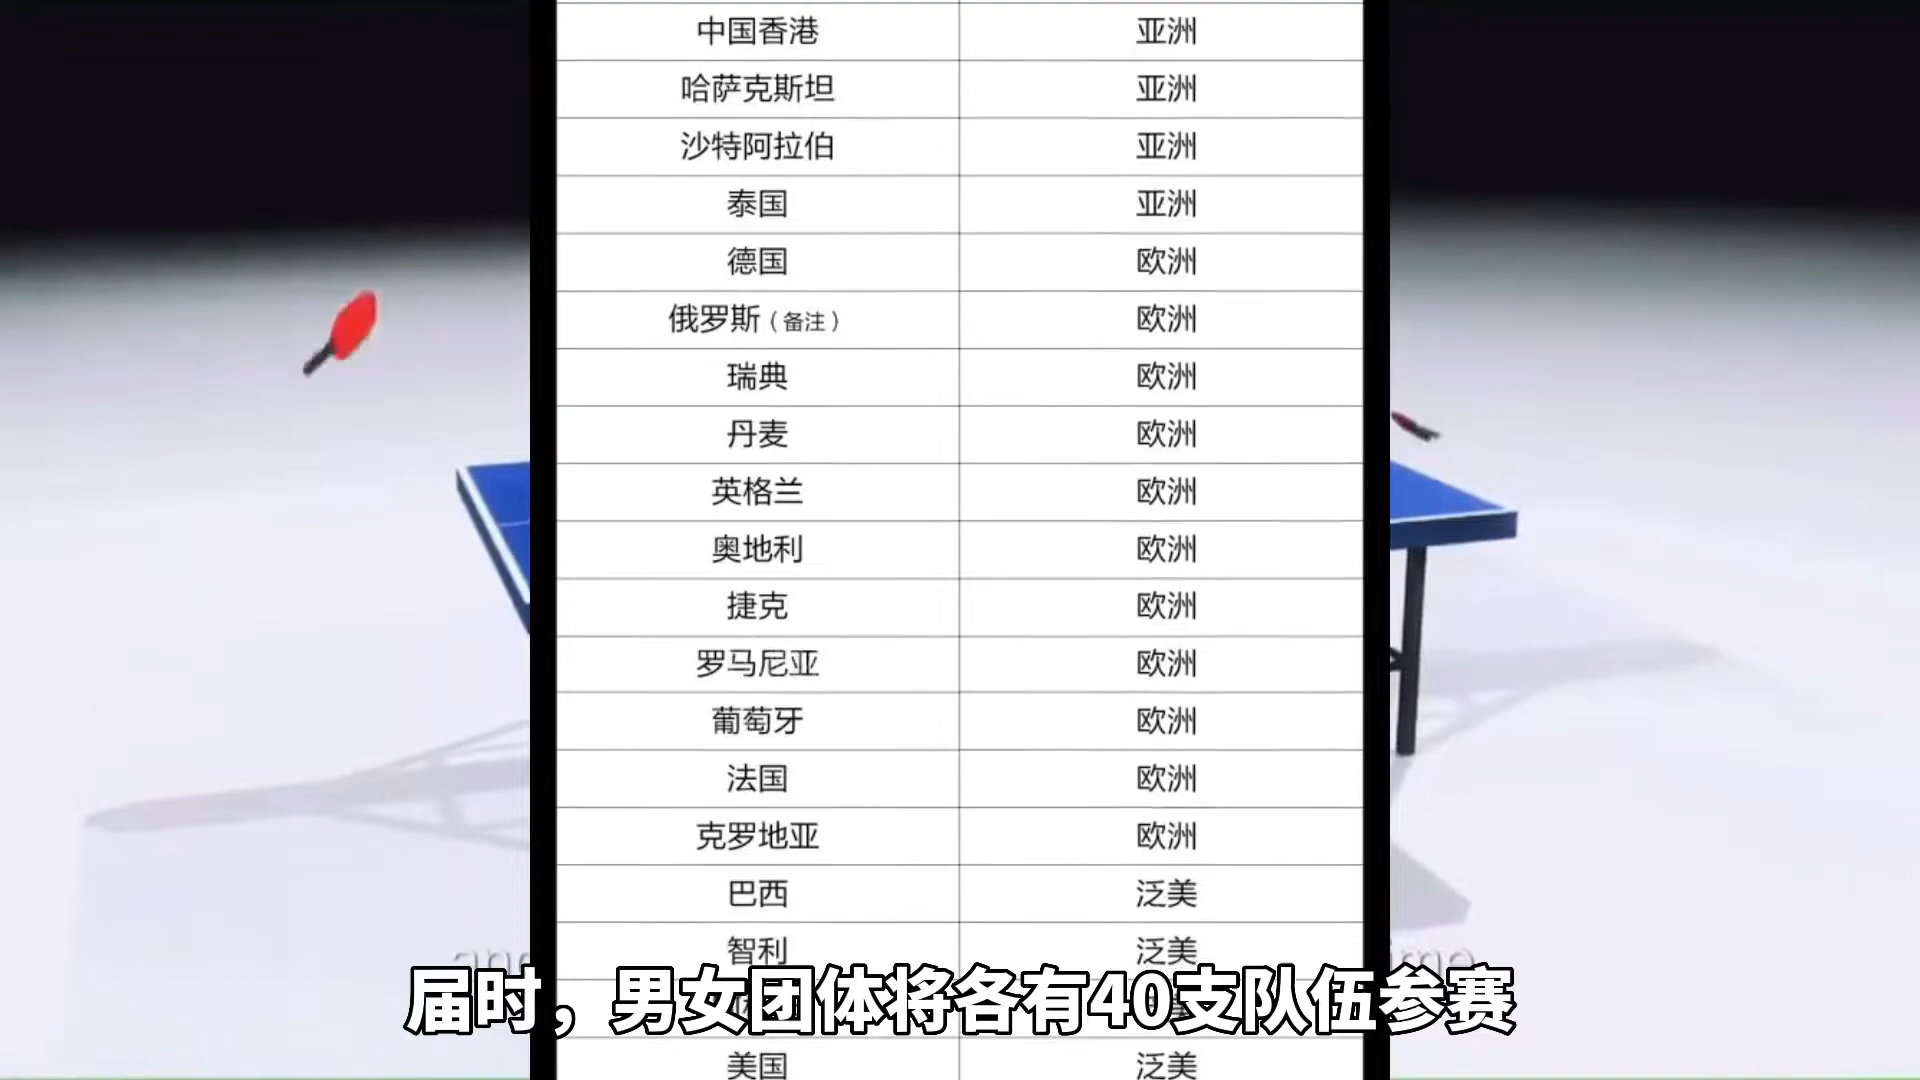 中国香港 亚洲
哈萨克斯坦 亚洲
沙特阿拉伯 亚洲
泰国 亚洲
德国 欧洲
俄罗斯（备注） 欧洲
瑞典 欧洲
丹麦 欧洲
英格兰 欧洲
奥地利 欧洲
捷克 欧洲
罗马尼亚 欧洲
葡萄牙 欧洲
法国 欧洲
克罗地亚 欧洲
巴西 泛美
智利 泛美
届时，男女团体将各有40支队伍参赛
美国 泛美